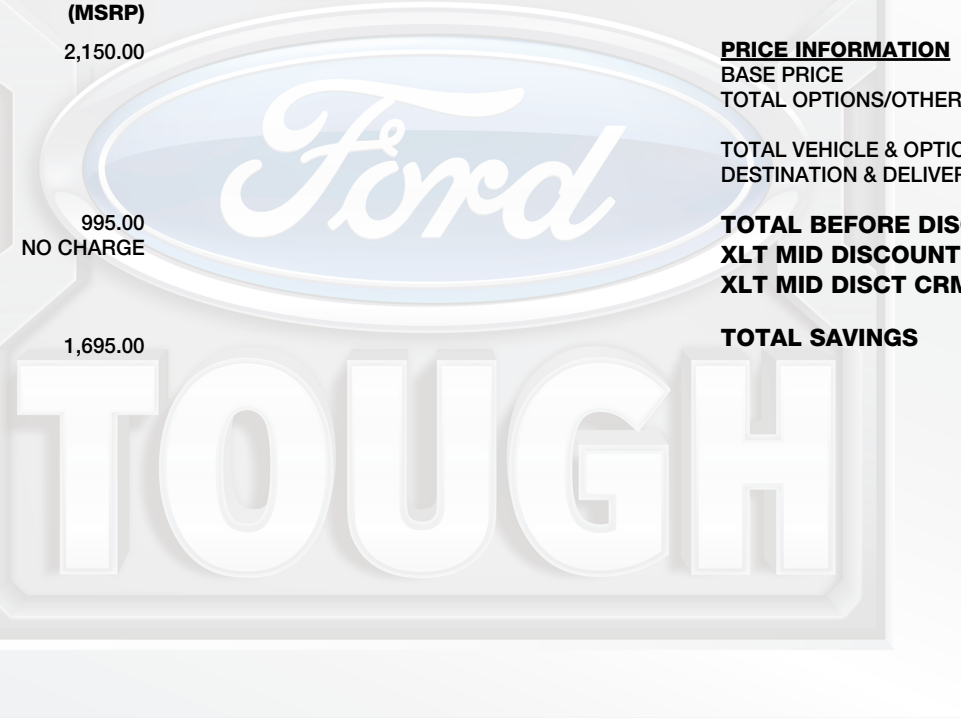 (MSRP)
2,150.00
995.00
NO CHARGE
1,695.00
PRICE INFORMATION
BASE PRICE
TOTAL OPTIONS/OTHER
TOTAL VEHICLE & OPTIO
DESTINATION & DELIVER
TOTAL BEFORE DIS
XLT MID DISCOUNT
XLT MID DISCT CRM
TOTAL SAVINGS
Ford
TOUGH